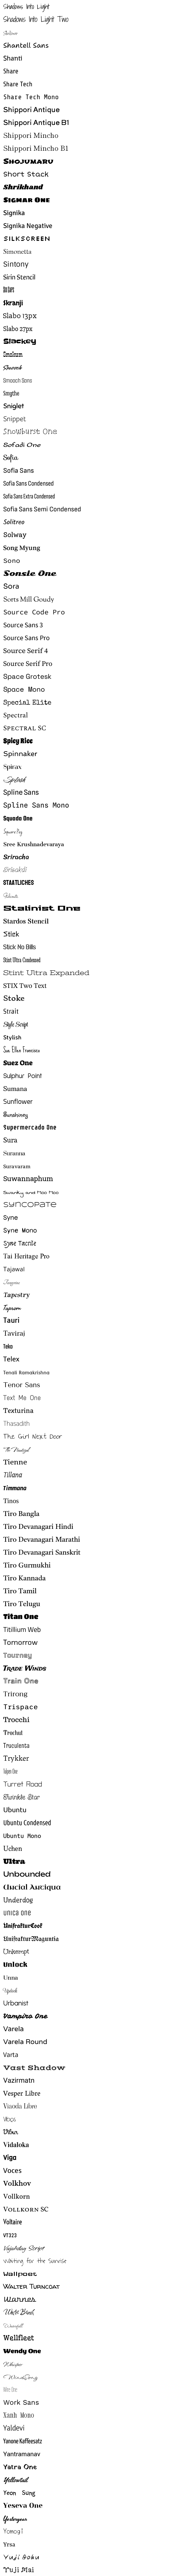 Shadows Into Light
Shadows Into Light Two
Shantell Sans
Shanti
Share
Share Tech
Share Tech Mono
Shippori Antique
Shippori Antique B1
Shippori Mincho
Shippori Mincho B1
Shojumaru
Short Stack
Shrikhand
Sigmar One
Signika
Signika Negative
Silkscreen
Simonetta
Sintony
Sirin Stencil
Six Caps
Skranji
Slabo 13px
Slabo 27px
Slackey
Smokum
Smooch
Smooch Sans
Smythe
Sniglet
Snippet
Snowburst One
Sofadi One
Sofia
Sofia Sans
Sofia Sans Condensed
Sofia Sans Extra Condensed
Sofia Sans Semi Condensed
Solitreo
Solway
Song Myung
Sono
Sonsie One
Sora
Sorts Mill Goudy
Source Code Pro
Source Sans 3
Source Sans Pro
Source Serif 4
Source Serif Pro
Space Grotesk
Space Mono
Special Elite
Spectral
Spectral SC
Spicy Rice
Spinnaker
Spirax
Splash
Spline Sans
Spline Sans Mono
Squada One
Square Peg
Sree Krushnadevaraya
Sriracha
Srisakdi
Staatliches
Stalemate
Stalinist One
Stardos Stencil
Stick
Stick No Bills
Stint Ultra Condensed
Stint Ultra Expanded
STIX Two Text
Stoke
Strait
Style Script
Stylish
Sue Ellen Francisco
Suez One
Sulphur Point
Sumana
Sunflower
Sunshiney
Supermercado One
Sura
Suranna
Suravaram
Suwannaphum
Swanky and Moo Moo
Syncopate
Syne
Syne Mono
Syne Tactile
Tai Heritage Pro
Tajawal
Tangerine
Tapestry
Taprom
Tauri
Taviraj
Teko
Telex
Tenali Ramakrishna
Tenor Sans
Text Me One
Texturina
Thasadith
The Girl Next Door
The Nautigal
Tienne
Tillana
Timmana
Tinos
Tiro Bangla
Tiro Devanagari Hindi
Tiro Devanagari Marathi
Tiro Devanagari Sanskrit
Tiro Gurmukhi
Tiro Kannada
Tiro Tamil
Tiro Telugu
Titan One
Titillium Web
Tomorrow
Tourney
Trade Winds
Train One
Trirong
Trispace
Trocchi
Trochut
Truculenta
Trykker
Tulpen One
Turret Road
Twinkle Star
Ubuntu
Ubuntu Condensed
Ubuntu Mono
Uchen
Ultra
Unbounded
Uncial Antiqua
Underdog
Unica One
UnifrakturCook
UnifrakturMaguntia
Unkempt
Unlock
Unna
Updock
Urbanist
Vampiro One
Varela
Varela Round
Varta
Vast Shadow
Vazirmatn
Vesper Libre
Viaoda Libre
Vibes
Vibur
Vidaloka
Viga
Voces
Volkhov
Vollkorn
Vollkorn SC
Voltaire
VT323
Vujahday Script
Waiting for the Sunrise
Wallpoet
Walter Turncoat
Warnes
Water Brush
Waterfall
Wellfleet
Wendy One
Whisper
WindSong
Wire One
Work Sans
Xanh Mono
Yaldevi
Yanone Kaffeesatz
Yantramanav
Yatra One
Yellowtail
Yeon Sung
Yeseva One
Yesteryear
Yomogi
Yrsa
Yuji Boku
Yuji Mai